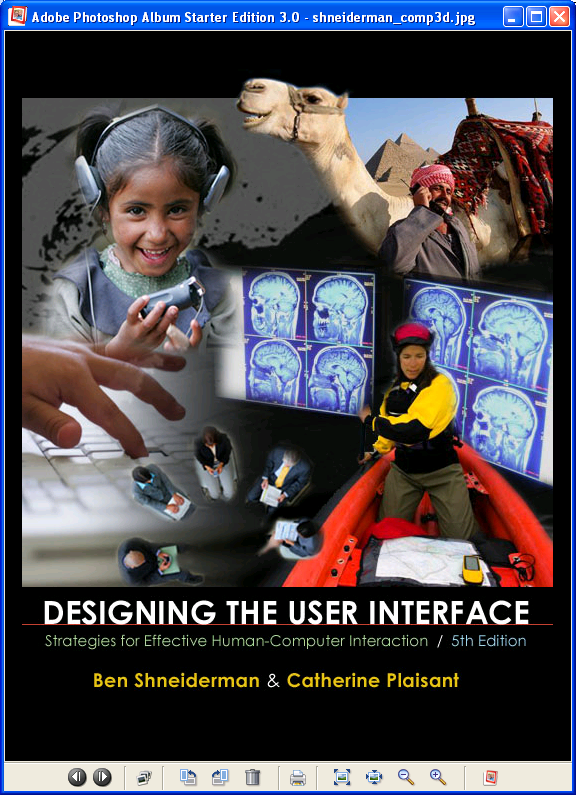 Adobe Photoshop Album Starter Edition 3.0 - shneiderman_comp3d.jpg
DESIGNING THE USER INTERFACE
Strategies for Effective Human-Computer Interaction / 5th Edition
Ben Shneiderman & Catherine Plaisant